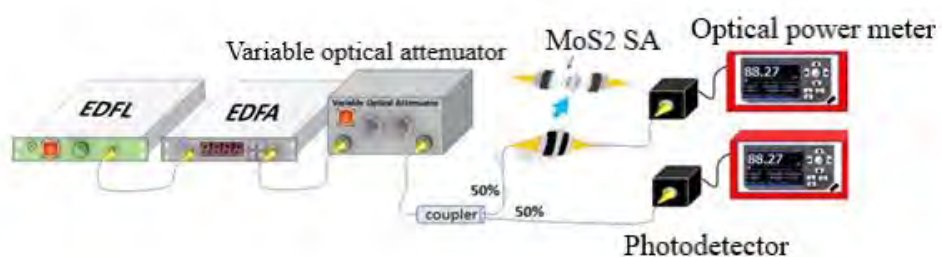 Variable optical attenuator
MoS2 SA
Optical power meter
EDFL
EDFA
Variable Optical Attenuator
88.27
88.27
50%
coupler
50%
Photodetector